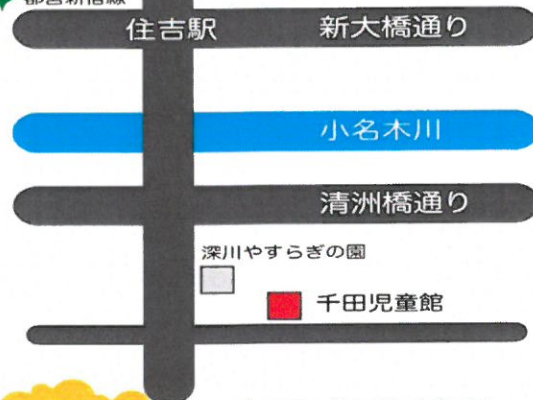 住吉駅 新大橋通り
小名木川
清洲橋通り
深川やすらぎの園
千田児童館